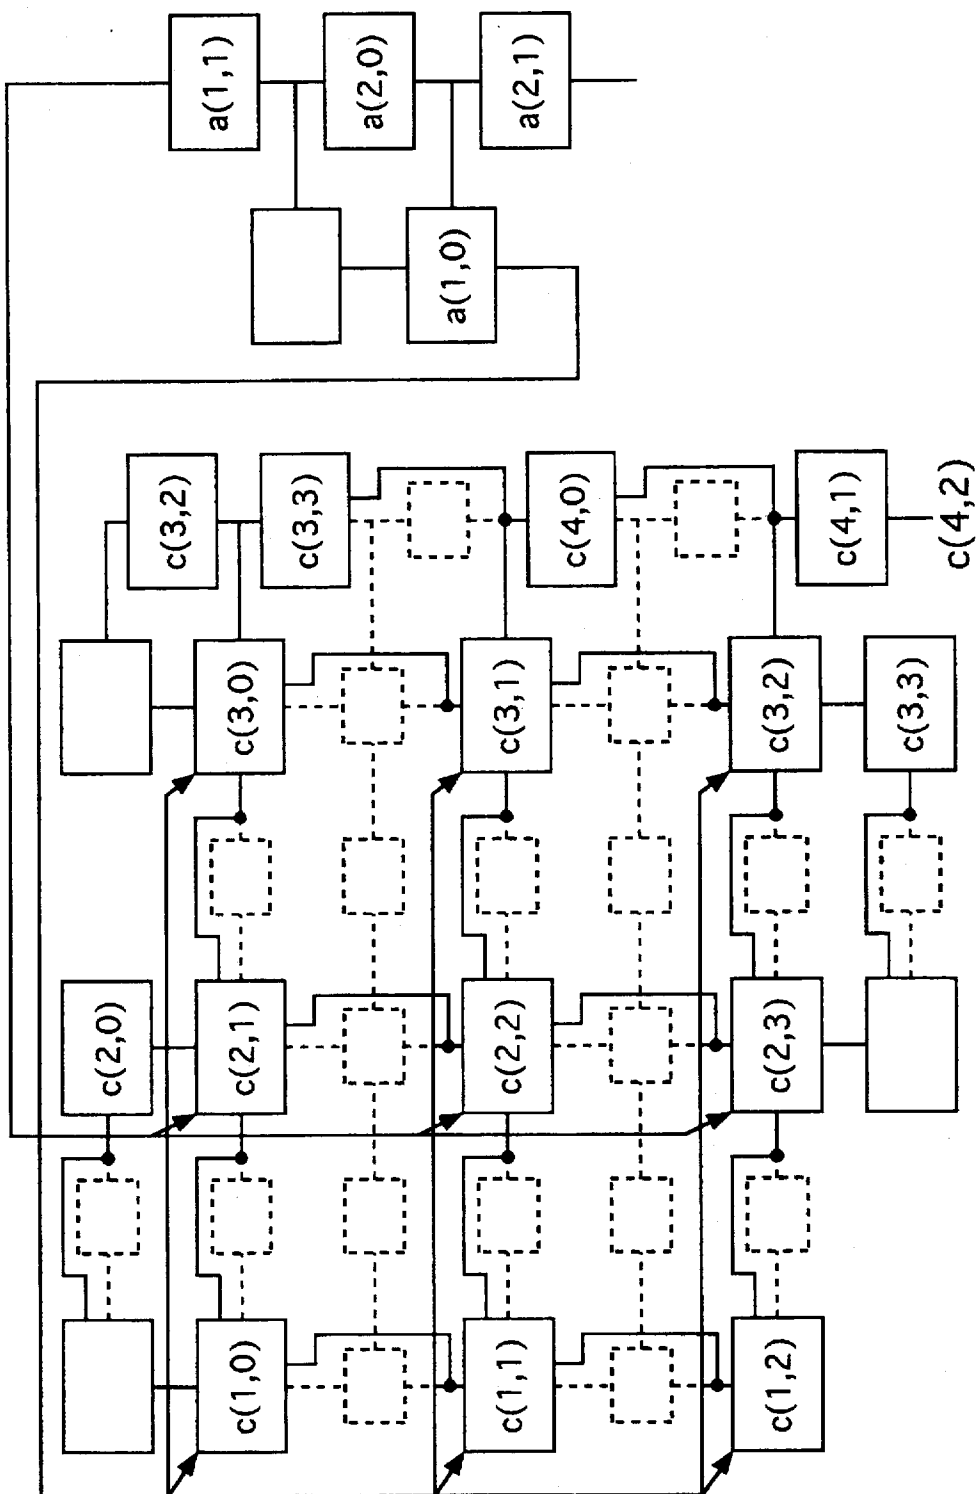 c(2,0)
c(3,2)
a(1,1)
c(1,0)
c(2,1)
c(3,0)
c(3,3)
a(2,0)
a(1,0)
c(1,1)
c(2,2)
c(3,1)
a(2,1)
c(4,0)
c(1,2)
c(2,3)
c(3,2)
c(4,1)
c(3,3)
c(4,2)